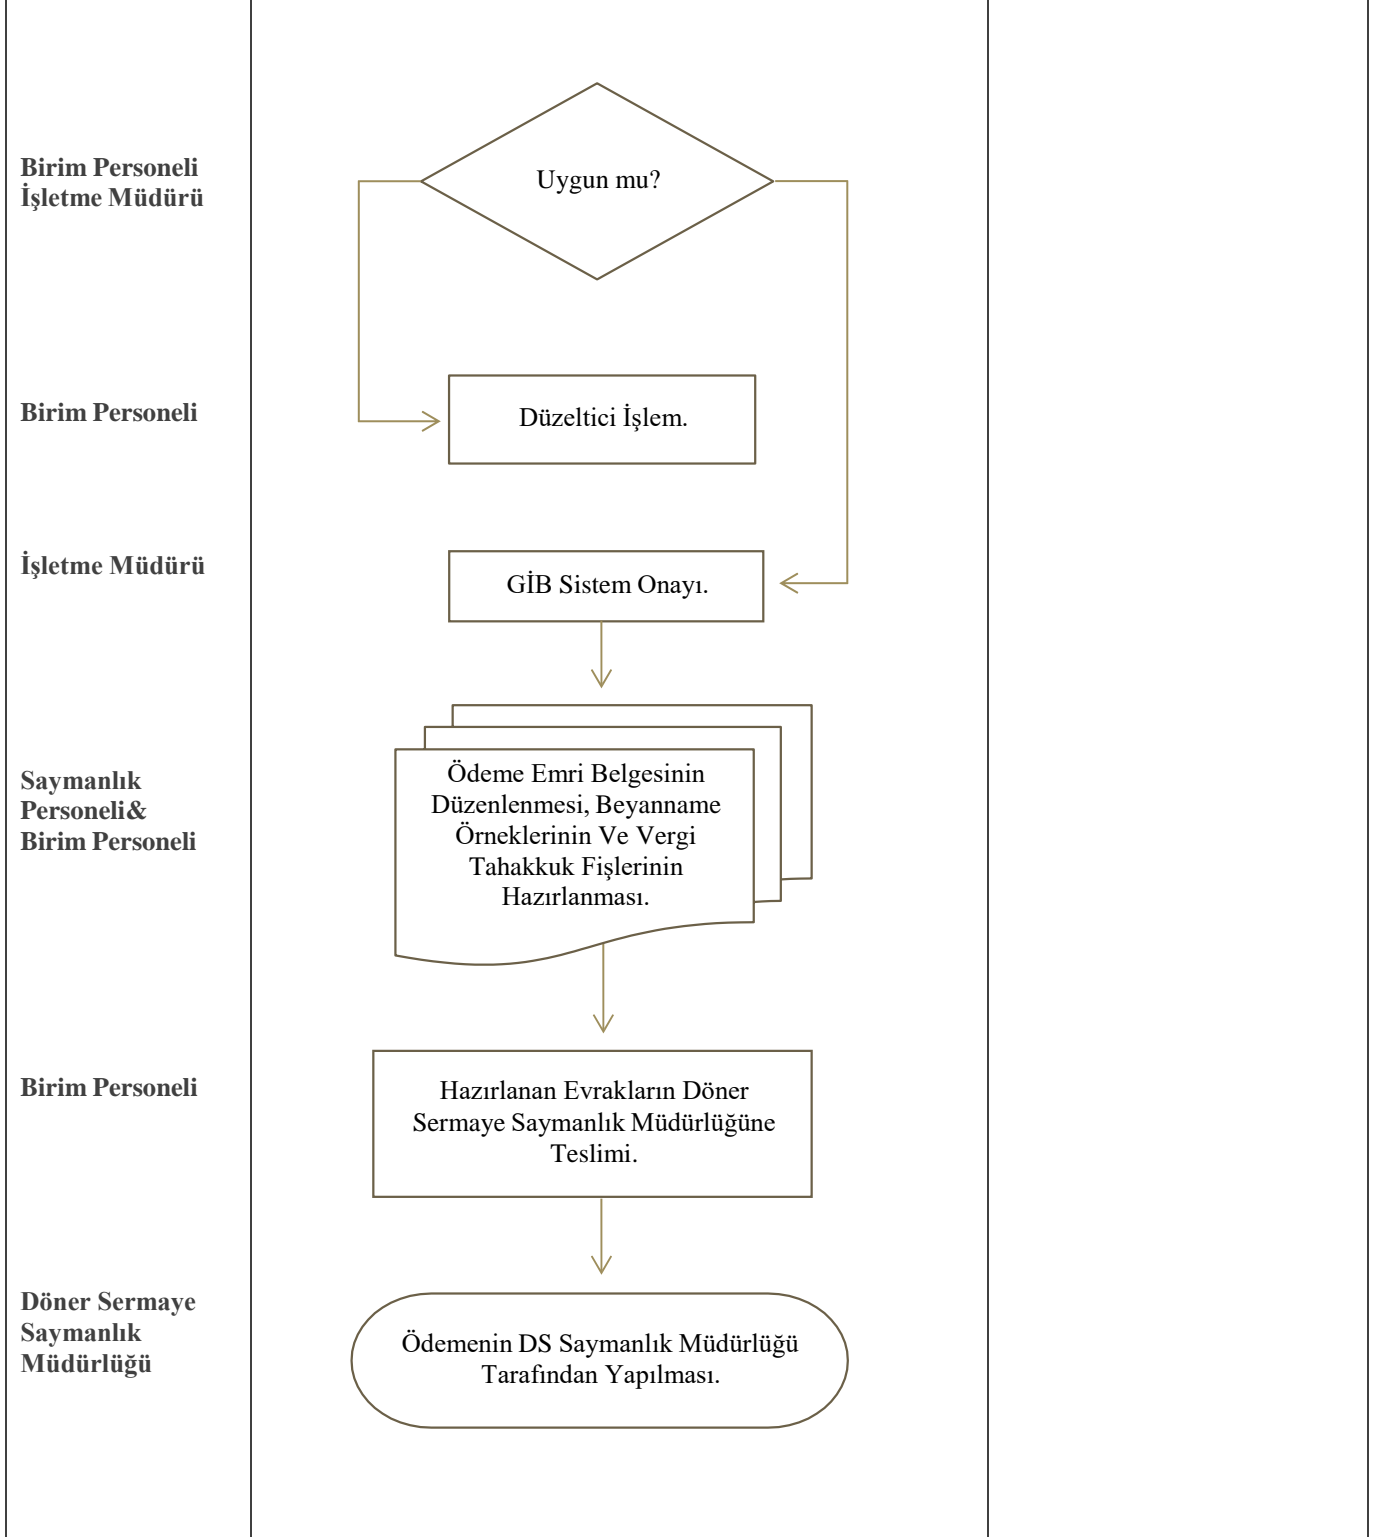 Birim Personeli
İşletme Müdürü
Uygun mu?
Birim Personeli
Düzeltici İşlem.
İşletme Müdürü
GİB Sistem Onayı.
Saymanlık
Personeli&
Birim Personeli
Ödeme Emri Belgesinin
Düzenlenmesi, Beyanname
Örneklerinin Ve Vergi
Tahakkuk Fişlerinin
Hazırlanması.
Birim Personeli
Hazırlanan Evrakların Döner
Sermaye Saymanlık Müdürlüğüne
Teslimi.
Döner Sermaye
Saymanlık
Müdürlüğü
Ödemenin DS Saymanlık Müdürlüğü
Tarafından Yapılması.